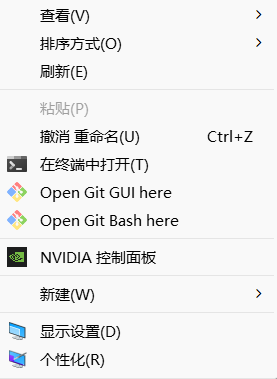 查看(V)
排序方式(O)
刷新(E)
粘贴(P)
撤消 重命名(U) Ctrl+Z
在终端中打开(T)
Open Git GUI here
Open Git Bash here
NVIDIA 控制面板
新建(W)
显示设置(D)
个性化(R)